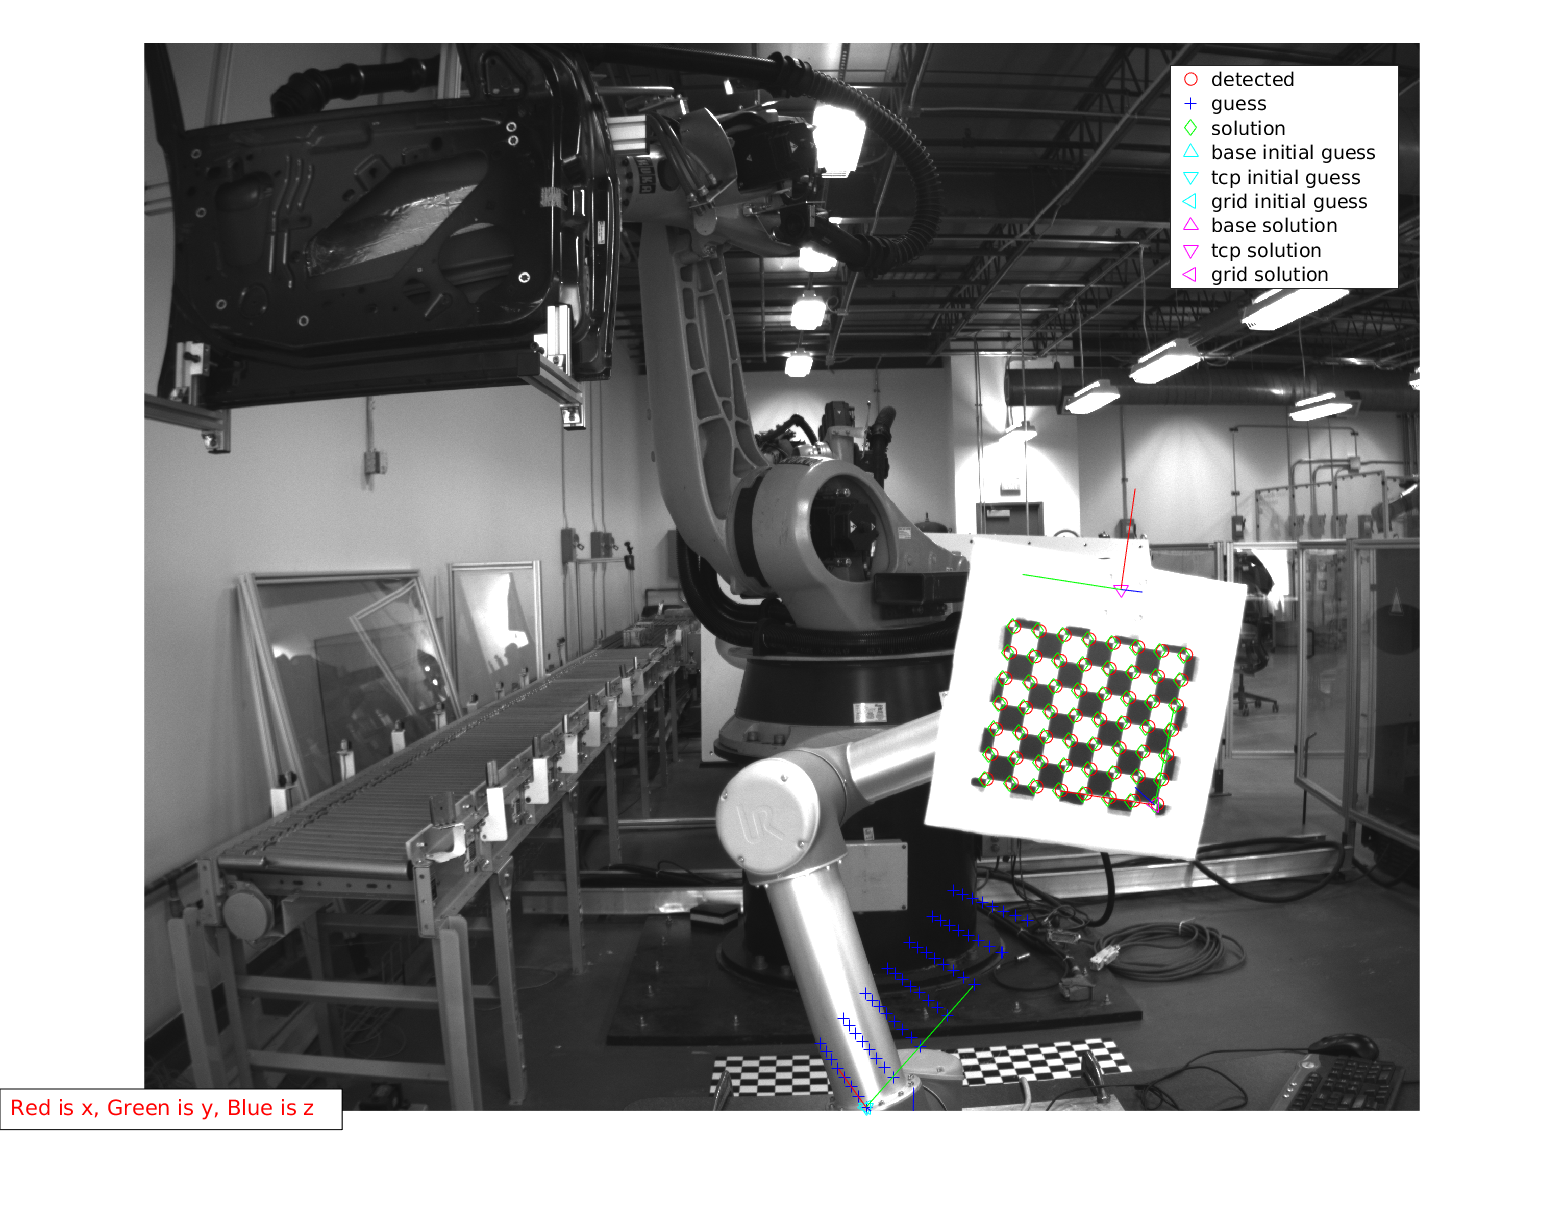 detected
guess
solution
base initial guess
tcp initial guess
grid initial guess
base solution
tcp solution
grid solution
Red is x, Green is y, Blue is z